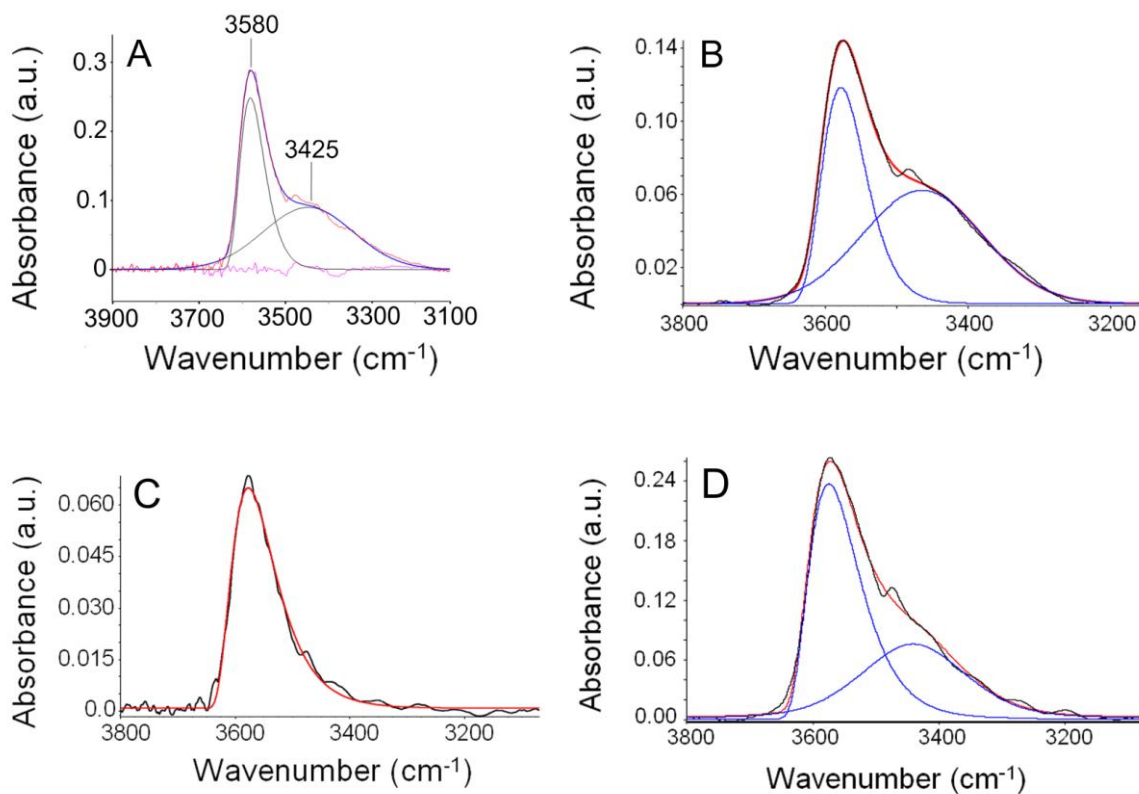 A
3580
3425
Absorbance (a.u.)
0.3
0.2
0.1
0
3900 3700 3500 3300 3100
Wavenumber (cm-1)
B
Absorbance (a.u.)
0.14
0.10
0.06
0.02
3800 3600 3400 3200
Wavenumber (cm-1)
C
Absorbance (a.u.)
0.060
0.045
0.030
0.015
0.0
3800 3600 3400 3200
Wavenumber (cm-1)
D
Absorbance (a.u.)
0.24
0.18
0.12
0.06
0.00
3800 3600 3400 3200
Wavenumber (cm-1)